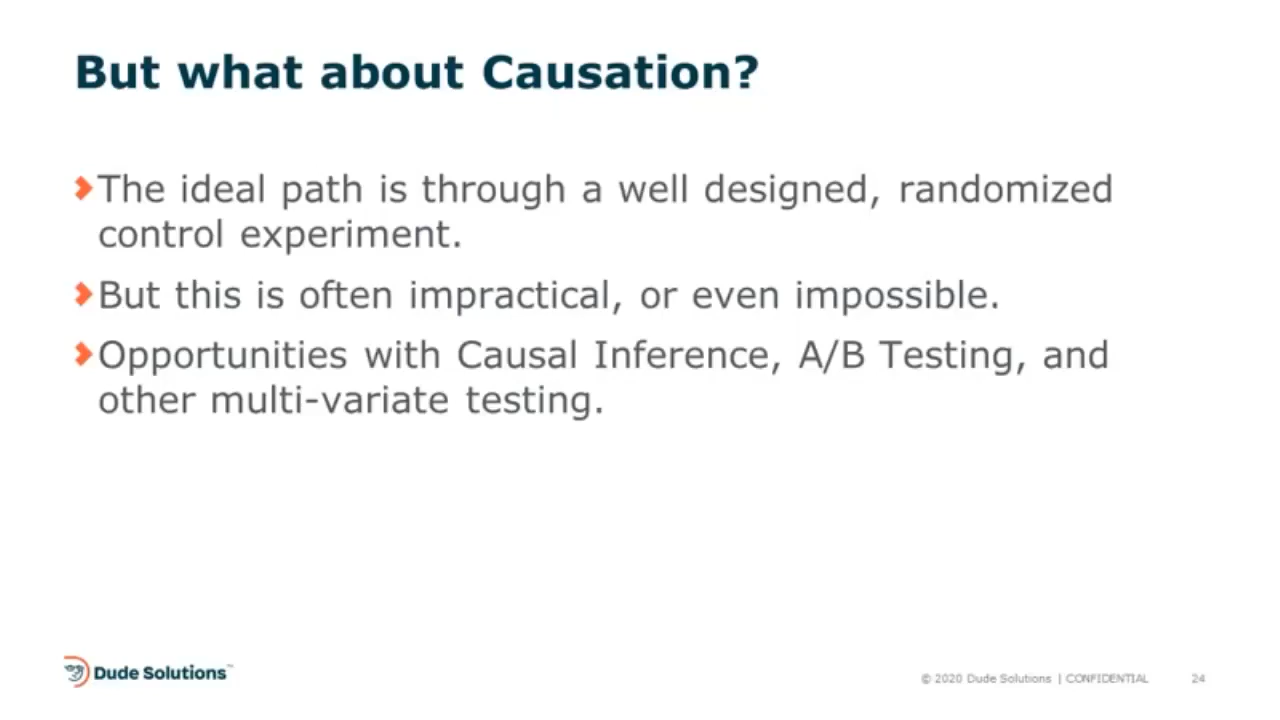 But what about Causation?
The ideal path is through a well designed, randomized
control experiment.
But this is often impractical, or even impossible.
Opportunities with Causal Inference, A/B Testing, and
other multi-variate testing.
Dude Solutions™
© 2020 Dude Solutions | CONFIDENTIAL 24